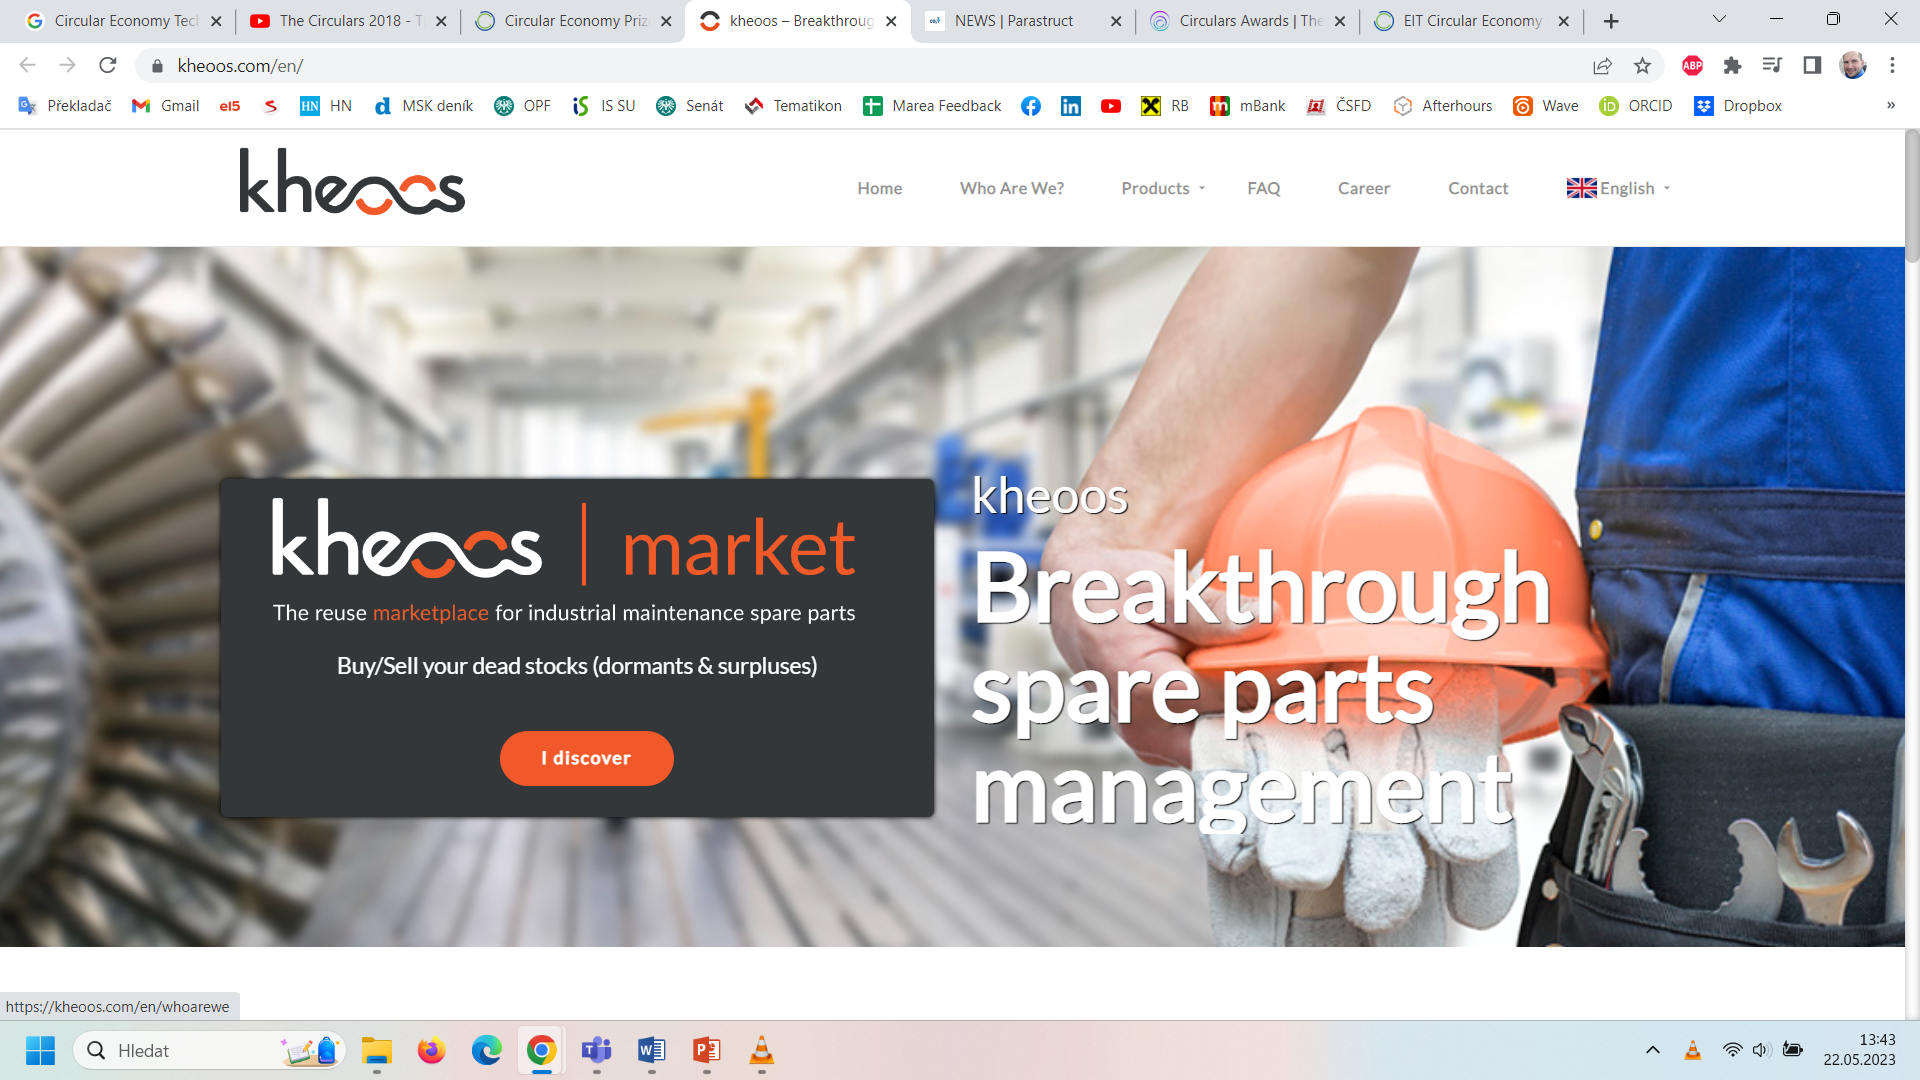 Circular Economy Tech
The Circulars 2018 - T
Circular Economy Priz
kheoos – Breakthroug
NEWS | Parastruct
Circulars Awards | The
EIT Circular Economy
kheoos.com/en/
ABP
Překladač
Gmail
el5
HN
MSK deník
OPF
IS SU
Senát
Tematikon
Marea Feedback
RB
mBank
ČSFD
Afterhours
Wave
ORCID
Dropbox
»
kheoos
Home
Who Are We?
Products
FAQ
Career
Contact
English
kheoos | market
The reuse marketplace for industrial maintenance spare parts
Buy/Sell your dead stocks (dormants & surpluses)
I discover
kheoos
Breakthrough
spare parts
management
https://kheoos.com/en/whoarewe
Hledat
13:43
22.05.2023